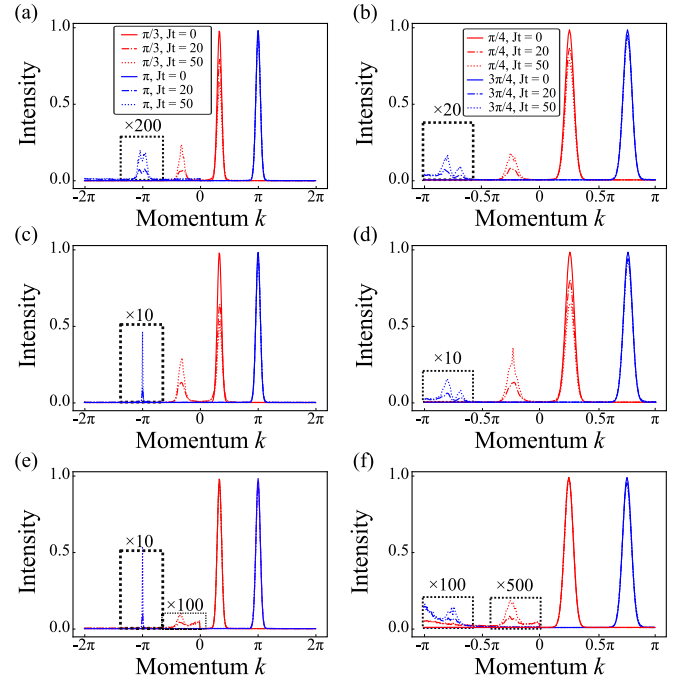 (a)
1.0
0.5
0.0
Intensity
π/3, Jt = 0
π/3, Jt = 20
π/3, Jt = 50
π, Jt = 0
π, Jt = 20
π, Jt = 50
×200
-2π -π 0 π 2π
Momentum k
(b)
1.0
0.5
0.0
Intensity
π/4, Jt = 0
π/4, Jt = 20
π/4, Jt = 50
3π/4, Jt = 0
3π/4, Jt = 20
3π/4, Jt = 50
×20
-π -0.5π 0 0.5π π
Momentum k
(c)
1.0
0.5
0.0
Intensity
×10
-2π -π 0 π 2π
Momentum k
(d)
1.0
0.5
0.0
Intensity
×10
-π -0.5π 0 0.5π π
Momentum k
(e)
1.0
0.5
0.0
Intensity
×10
×100
-2π -π 0 π 2π
Momentum k
(f)
1.0
0.5
0.0
Intensity
×100
×500
-π -0.5π 0 0.5π π
Momentum k